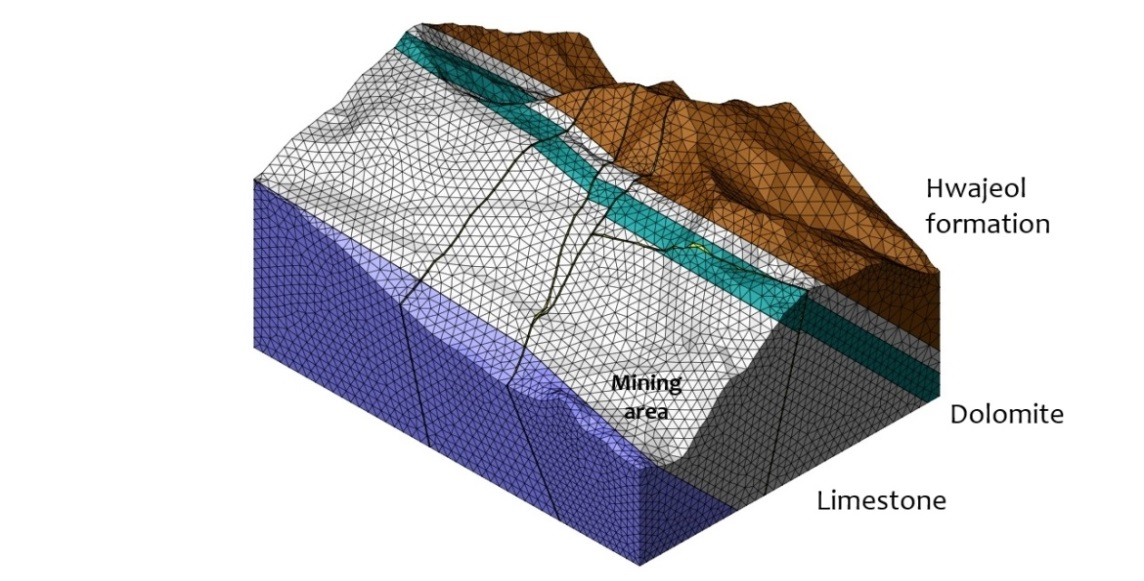 Hwajeol
formation
Mining
area
Dolomite
Limestone